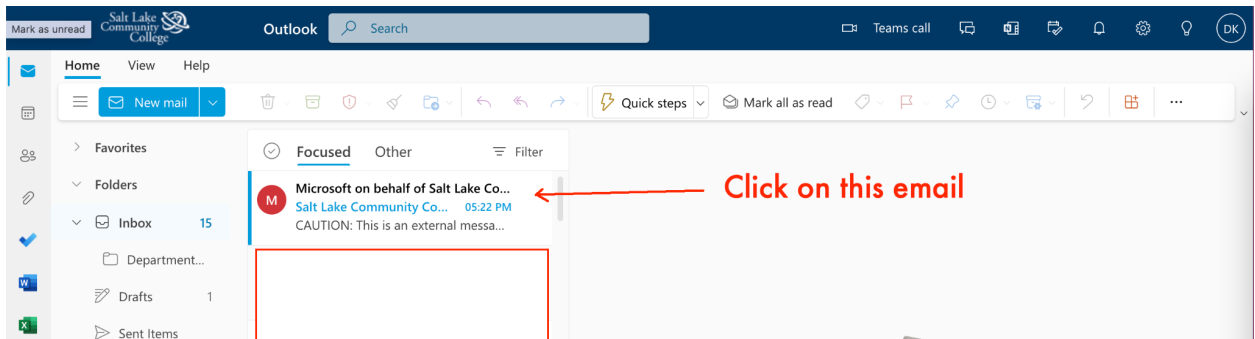 Mark as unread
Salt Lake
Community
College
Outlook
Search
Teams call
DK
Home View Help
New mail
Quick steps
Mark all as read
Favorites
Folders
Inbox 15
Department...
Drafts 1
Sent Items
Focused Other Filter
M
Microsoft on behalf of Salt Lake Co...
Salt Lake Community Co... 05:22 PM
CAUTION: This is an external messa...
Click on this email